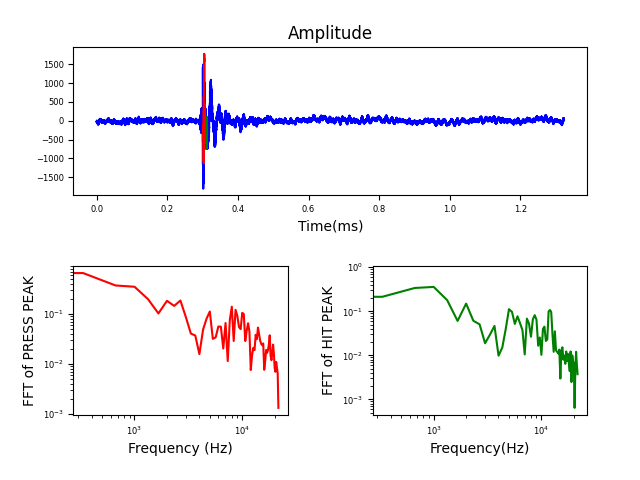 Amplitude
1500
1000
500
0
−500
−1000
−1500
0.0 0.2 0.4 0.6 0.8 1.0 1.2
Time(ms)
FFT of PRESS PEAK
10⁻¹
10⁻²
10⁻³
10³ 10⁴
Frequency (Hz)
FFT of HIT PEAK
10⁰
10⁻¹
10⁻²
10⁻³
10³ 10⁴
Frequency(Hz)